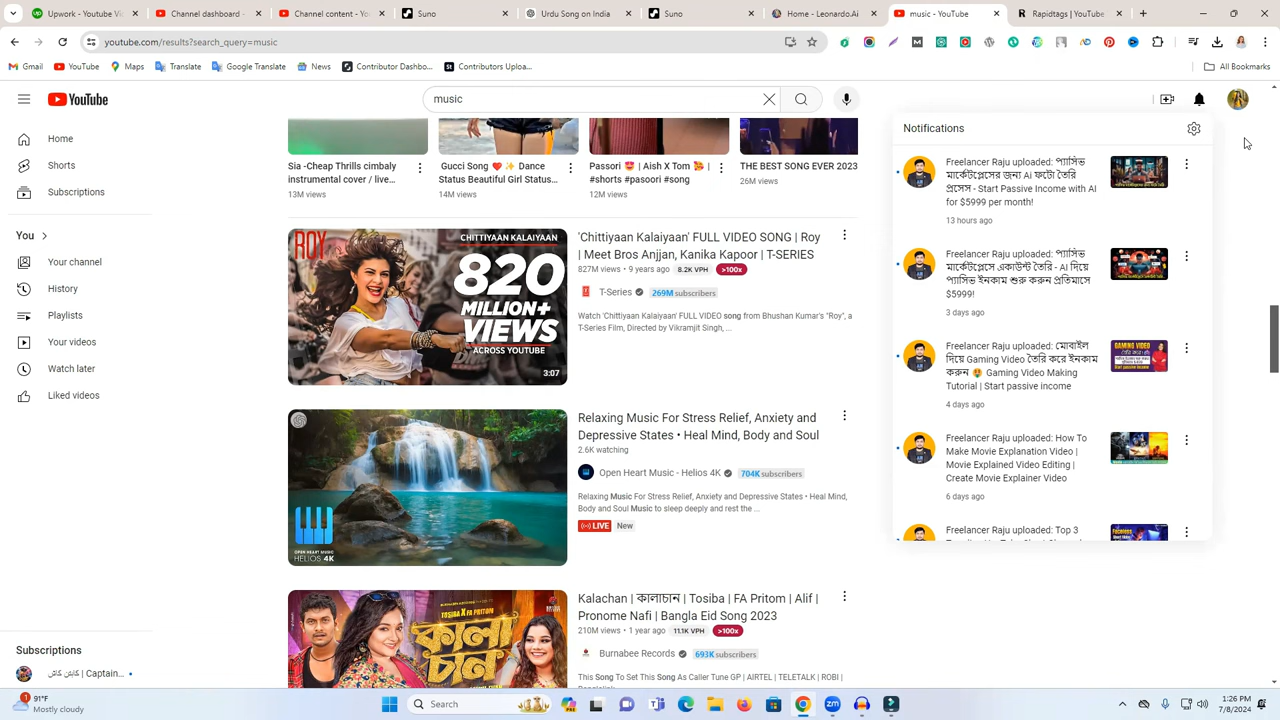 Upwork -
Content cor
Content cor
Suno
Urdu Song on India
Suno
Home - Leonardo.AI
music - YouTube
Rapidtags | YouTube
youtube.com/results?search_query=music
Gmail
YouTube
Maps
Translate
Google Translate
News
Contributor Dashbo...
Contributors Uploa...
All Bookmarks
YouTube
music
Home
Shorts
Subscriptions
You
Your channel
History
Playlists
Your videos
Watch later
Liked videos
Subscriptions
كابتن كاش | Captain...
Sia -Cheap Thrills cimbaly
instrumental cover / live…
13M views
Gucci Song ❤️ ✨ Dance
Status Beautiful Girl Status…
14M views
Passori 🥰 | Aish X Tom 🥰 |
#shorts #pasoori #song
12M views
THE BEST SONG EVER 2023
26M views
ROY
CHITTIYAAN KALAIYAAN
820
MILLION+
VIEWS
ACROSS YOUTUBE
3:07
'Chittiyaan Kalaiyaan' FULL VIDEO SONG | Roy
| Meet Bros Anjjan, Kanika Kapoor | T-SERIES
827M views • 9 years ago 8.2K VPH >100x
T-Series
269M subscribers
Watch 'Chittiyaan Kalaiyaan' FULL VIDEO song from Bhushan Kumar's "Roy", a
T-Series Film, Directed by Vikramjit Singh, ...
OPEN HEART MUSIC
HELIOS 4K
Relaxing Music For Stress Relief, Anxiety and
Depressive States • Heal Mind, Body and Soul
2.6K watching
Open Heart Music - Helios 4K
704K subscribers
Relaxing Music For Stress Relief, Anxiety and Depressive States • Heal Mind,
Body and Soul Music to sleep deeply and rest the ...
LIVE
New
TOSIBA X FA PRITOM
কালা
চান
Kalachan | কালাচান | Tosiba | FA Pritom | Alif |
Pronome Nafi | Bangla Eid Song 2023
210M views • 1 year ago 11.1K VPH >100x
Burnabee Records
693K subscribers
This Song To Set This Song As Caller Tune GP | AIRTEL | TELETALK | ROBI |
Notifications
Freelancer Raju uploaded: প্যাসিভ
মার্কেটপ্লেসের জন্য Ai ফটো তৈরি
প্রসেস - Start Passive Income with AI
for $5999 per month!
13 hours ago
Freelancer Raju uploaded: প্যাসিভ
মার্কেটপ্লেসে একাউন্ট তৈরি - AI দিয়ে
প্যাসিভ ইনকাম শুরু করুন প্রতিমাসে
$5999!
3 days ago
Freelancer Raju uploaded: মোবাইল
দিয়ে Gaming Video তৈরি করে ইনকাম
করুন 🤑 Gaming Video Making
Tutorial | Start passive income
4 days ago
GAMING VIDEO
Freelancer Raju uploaded: How To
Make Movie Explanation Video |
Movie Explained Video Editing |
Create Movie Explainer Video
6 days ago
Freelancer Raju uploaded: Top 3
91°F
Mostly cloudy
Search
1:26 PM
7/8/2024